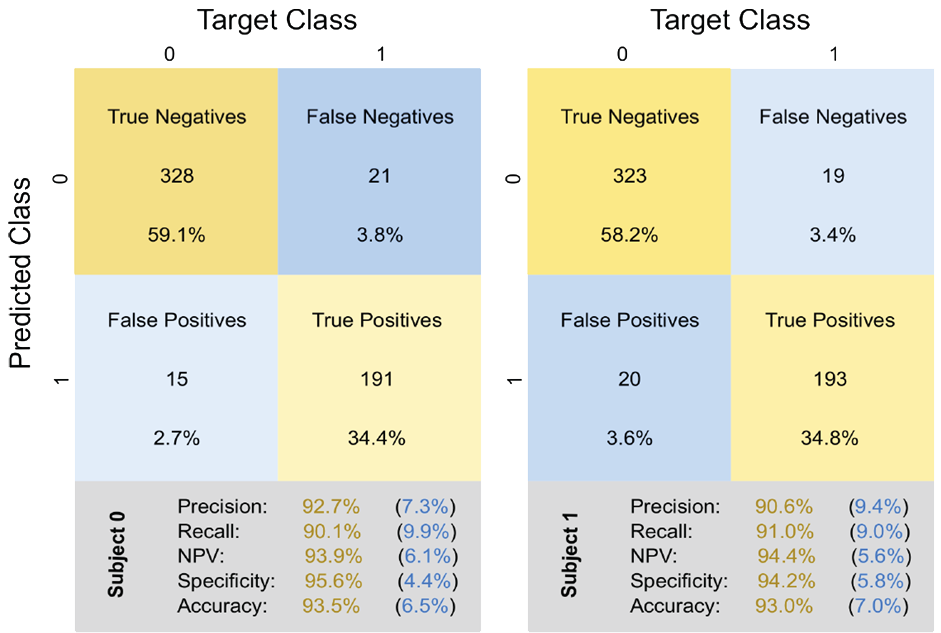 Target Class
0 1
Predicted Class
0
True Negatives
328
59.1%
False Negatives
21
3.8%
1
False Positives
15
2.7%
True Positives
191
34.4%
Subject 0
Precision: 92.7% (7.3%)
Recall: 90.1% (9.9%)
NPV: 93.9% (6.1%)
Specificity: 95.6% (4.4%)
Accuracy: 93.5% (6.5%)
Target Class
0 1
0
True Negatives
323
58.2%
False Negatives
19
3.4%
1
False Positives
20
3.6%
True Positives
193
34.8%
Subject 1
Precision: 90.6% (9.4%)
Recall: 91.0% (9.0%)
NPV: 94.4% (5.6%)
Specificity: 94.2% (5.8%)
Accuracy: 93.0% (7.0%)